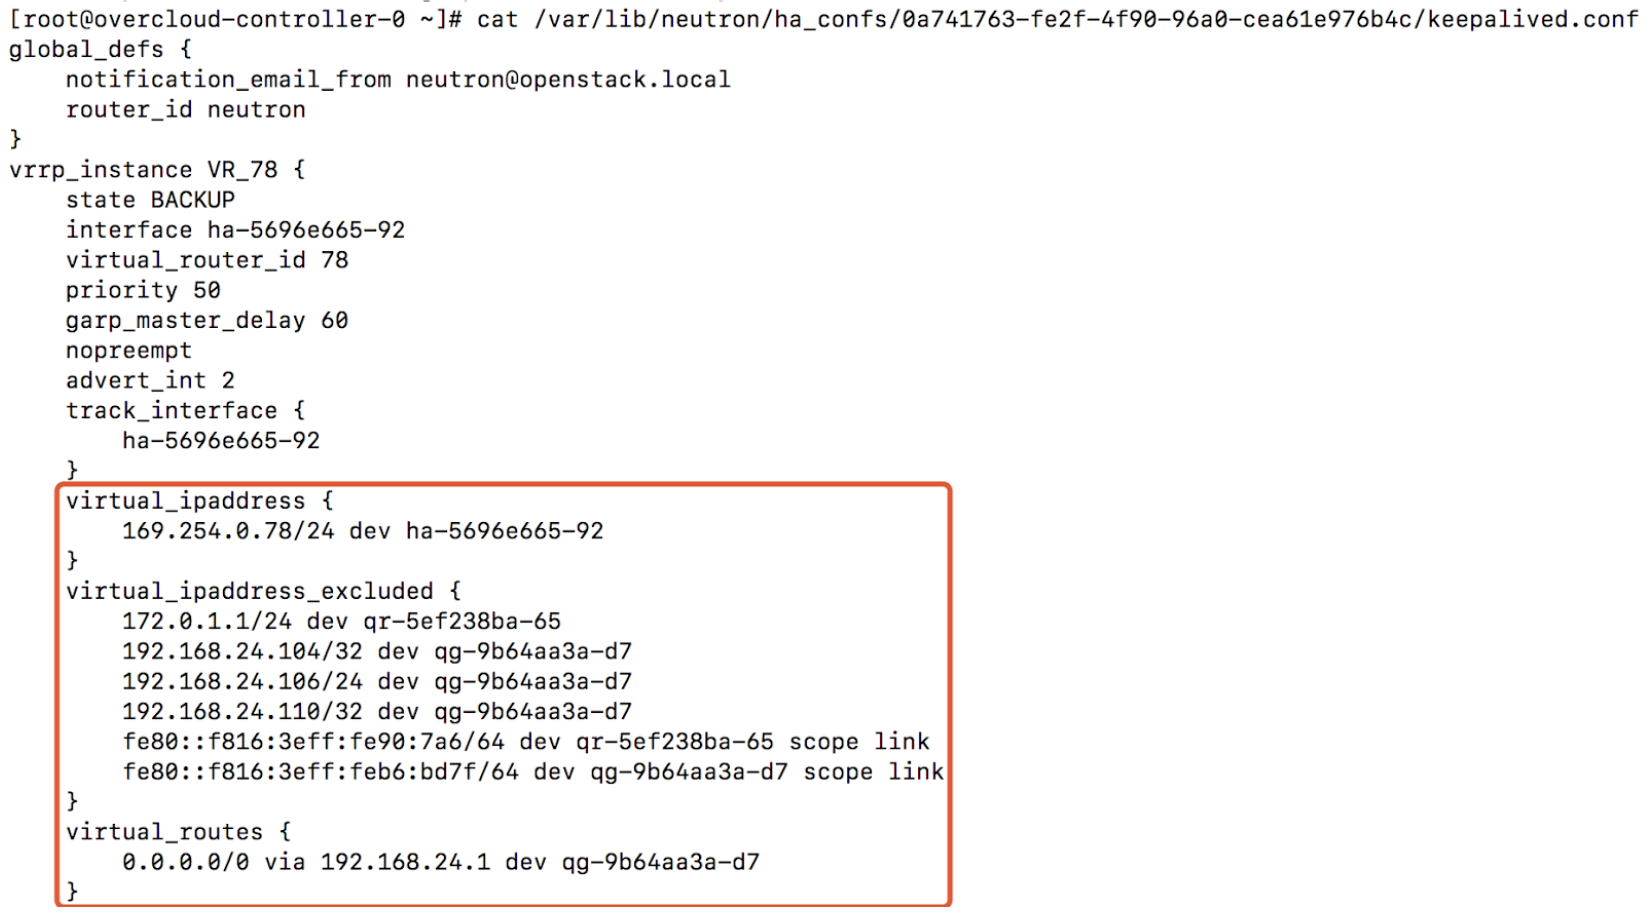 [root@overcloud-controller-0 ~]# cat /var/lib/neutron/ha_confs/0a741763-fe2f-4f90-96a0-cea61e976b4c/keepalived.conf
global_defs {
    notification_email_from neutron@openstack.local
    router_id neutron
}
vrrp_instance VR_78 {
    state BACKUP
    interface ha-5696e665-92
    virtual_router_id 78
    priority 50
    garp_master_delay 60
    nopreempt
    advert_int 2
    track_interface {
        ha-5696e665-92
    }
    virtual_ipaddress {
        169.254.0.78/24 dev ha-5696e665-92
    }
    virtual_ipaddress_excluded {
        172.0.1.1/24 dev qr-5ef238ba-65
        192.168.24.104/32 dev qg-9b64aa3a-d7
        192.168.24.106/24 dev qg-9b64aa3a-d7
        192.168.24.110/32 dev qg-9b64aa3a-d7
        fe80::f816:3eff:fe90:7a6/64 dev qr-5ef238ba-65 scope link
        fe80::f816:3eff:feb6:bd7f/64 dev qg-9b64aa3a-d7 scope link
    }
    virtual_routes {
        0.0.0.0/0 via 192.168.24.1 dev qg-9b64aa3a-d7
    }